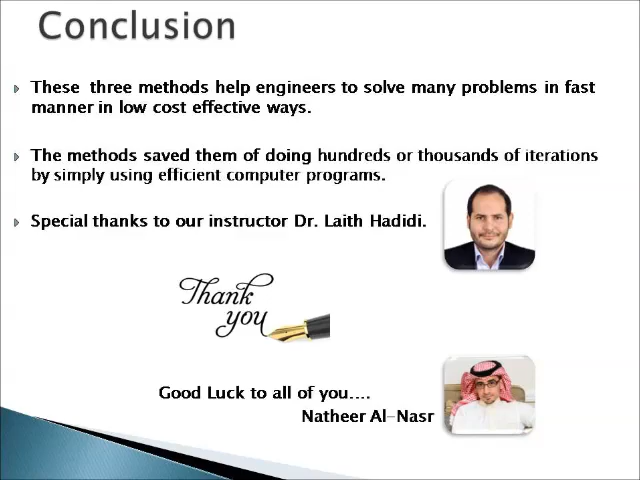 Conclusion
These three methods help engineers to solve many problems in fast
manner in low cost effective ways.
The methods saved them of doing hundreds or thousands of iterations
by simply using efficient computer programs.
Special thanks to our instructor Dr. Laith Hadidi.
Thank
you
Good Luck to all of you....
Natheer Al-Nasr